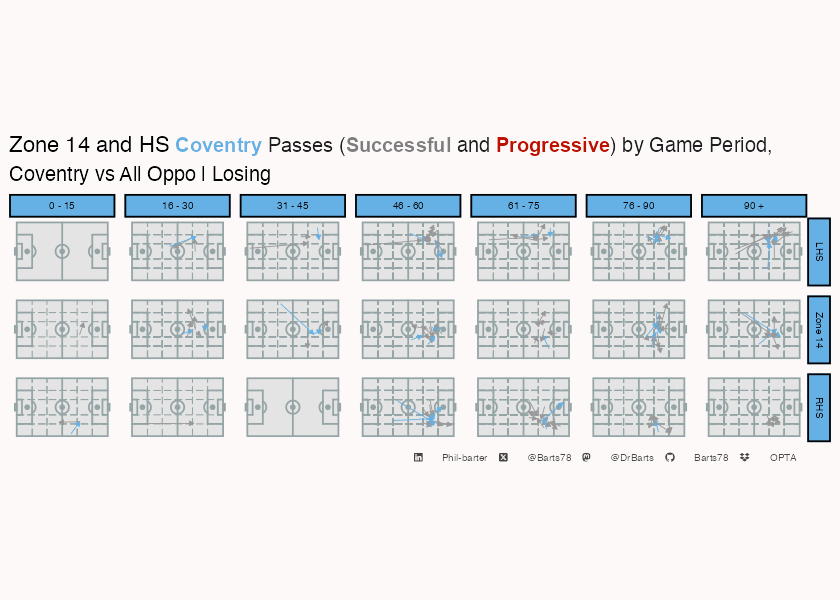 Zone 14 and HS Coventry Passes (Successful and Progressive) by Game Period,
Coventry vs All Oppo | Losing
0 - 15 16 - 30 31 - 45 46 - 60 61 - 75 76 - 90 90 +
LHS
Zone 14
RHS
Phil-barter @Barts78 @DrBarts Barts78 OPTA